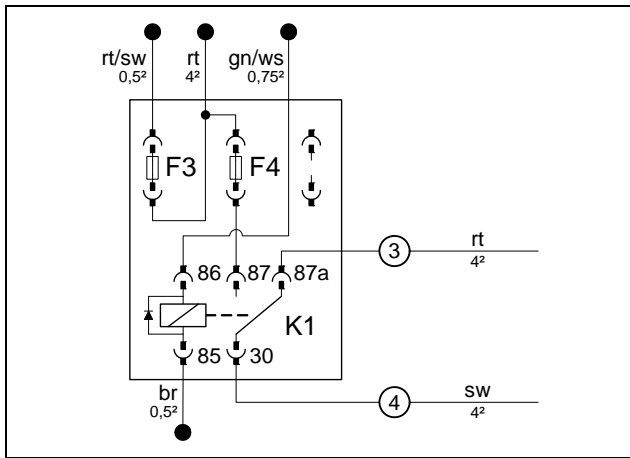 rt/sw rt gn/ws
0,5² 4² 0,75²
F3 F4
3 rt
4²
86 87 87a
K1
85 30
br
0,5²
4 sw
4²